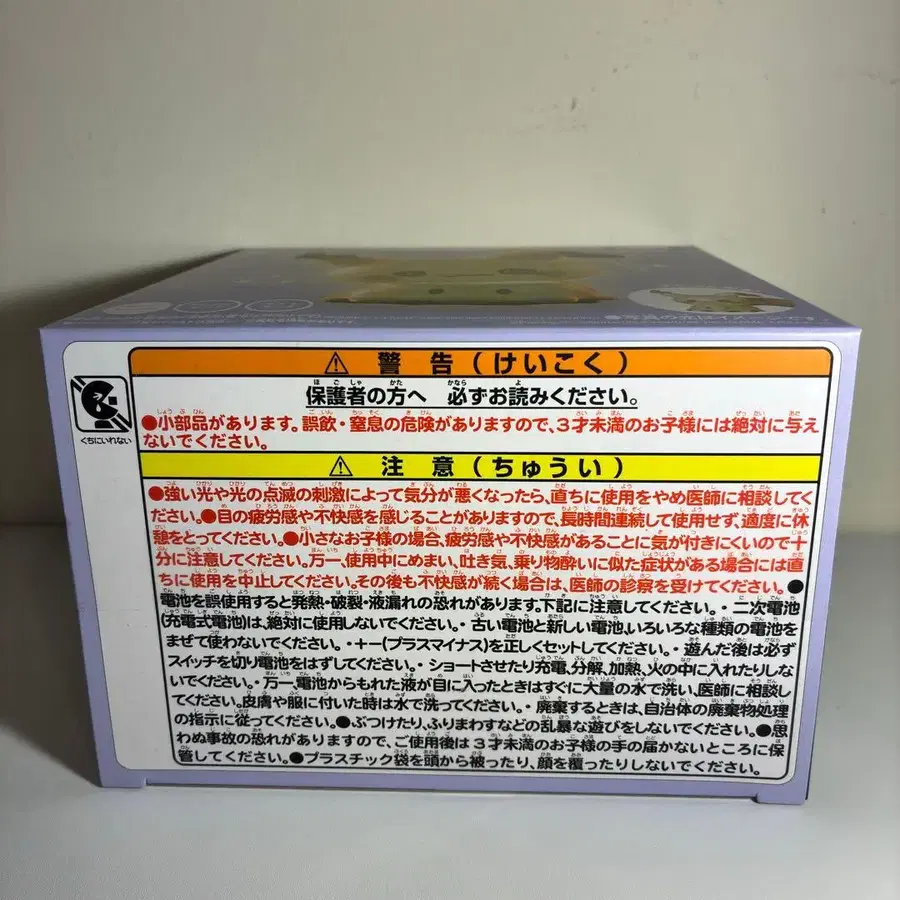 くちにいれない
⚠ 警告(けいこく)
保護者の方へ 必ずお読みください。
●小部品があります。誤飲・窒息の危険がありますので、3才未満のお子様には絶対に与え
ないでください。
⚠ 注意(ちゅうい)
●強い光や光の点滅の刺激によって気分が悪くなったら、直ちに使用をやめ医師に相談してく
ださい。●目の疲労感や不快感を感じることがありますので、長時間連続して使用せず、適度に休
憩をとってください。●小さなお子様の場合、疲労感や不快感があることに気が付きにくいので十
分に注意してください。万一、使用中にめまい、吐き気、乗り物酔いに似た症状がある場合には直
ちに使用を中止してください。その後も不快感が続く場合は、医師の診察を受けてください。●
電池を誤使用すると発熱・破裂・液漏れの恐れがあります。下記に注意してください。・二次電池
(充電式電池)は、絶対に使用しないでください。・古い電池と新しい電池、いろいろな種類の電池を
まぜて使わないでください。・+-(プラスマイナス)を正しくセットしてください。・遊んだ後は必ず
スイッチを切り電池をはずしてください。・ショートさせたり充電、分解、加熱、火の中に入れたりしな
いでください。・万一、電池からもれた液が目に入ったときはすぐに大量の水で洗い、医師に相談し
てください。皮膚や服に付いた時は水で洗ってください。・廃棄するときは、自治体の廃棄物処理
の指示に従ってください。●ぶつけたり、ふりまわすなどの乱暴な遊びをしないでください。●思
わぬ事故の恐れがありますので、ご使用後は3才未満のお子様の手の届かないところに保
管してください。●プラスチック袋を頭から被ったり、顔を覆ったりしないでください。